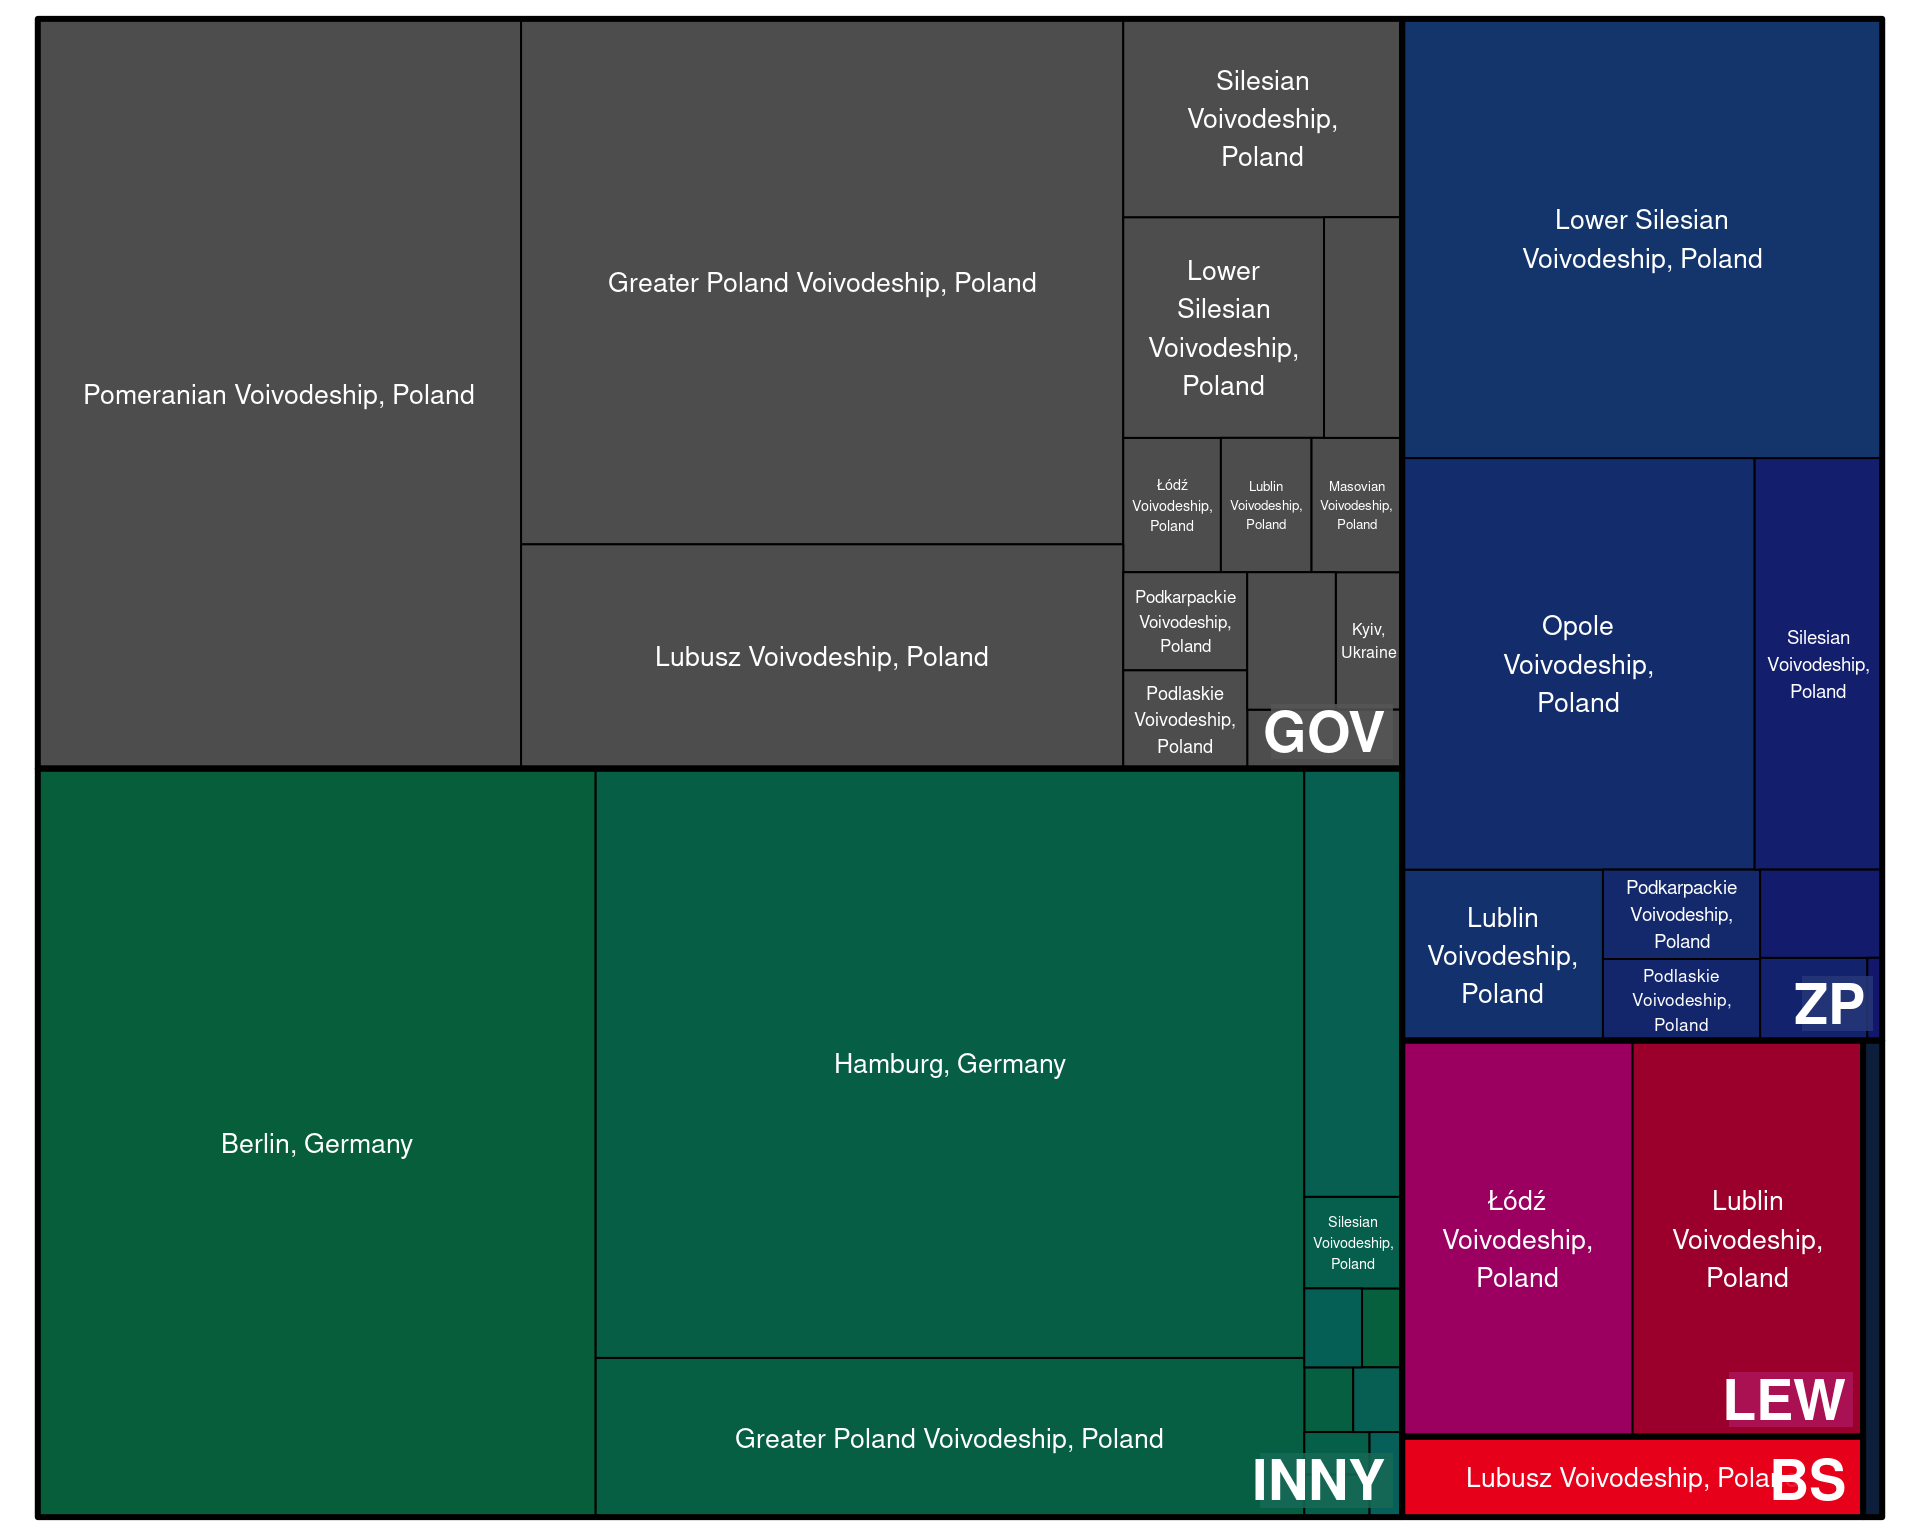 Pomeranian Voivodeship, Poland
Greater Poland Voivodeship, Poland
Lubusz Voivodeship, Poland
Silesian
Voivodeship,
Poland
Lower
Silesian
Voivodeship,
Poland
Łódź
Voivodeship,
Poland
Lublin
Voivodeship,
Poland
Masovian
Voivodeship,
Poland
Podkarpackie
Voivodeship,
Poland
Kyiv,
Ukraine
Podlaskie
Voivodeship,
Poland
GOV
Berlin, Germany
Hamburg, Germany
Greater Poland Voivodeship, Poland
Silesian
Voivodeship,
Poland
INNY
Lower Silesian
Voivodeship, Poland
Opole
Voivodeship,
Poland
Silesian
Voivodeship,
Poland
Lublin
Voivodeship,
Poland
Podkarpackie
Voivodeship,
Poland
Podlaskie
Voivodeship,
Poland
ZP
Łódź
Voivodeship,
Poland
Lublin
Voivodeship,
Poland
LEW
Lubusz Voivodeship, Polan
BS